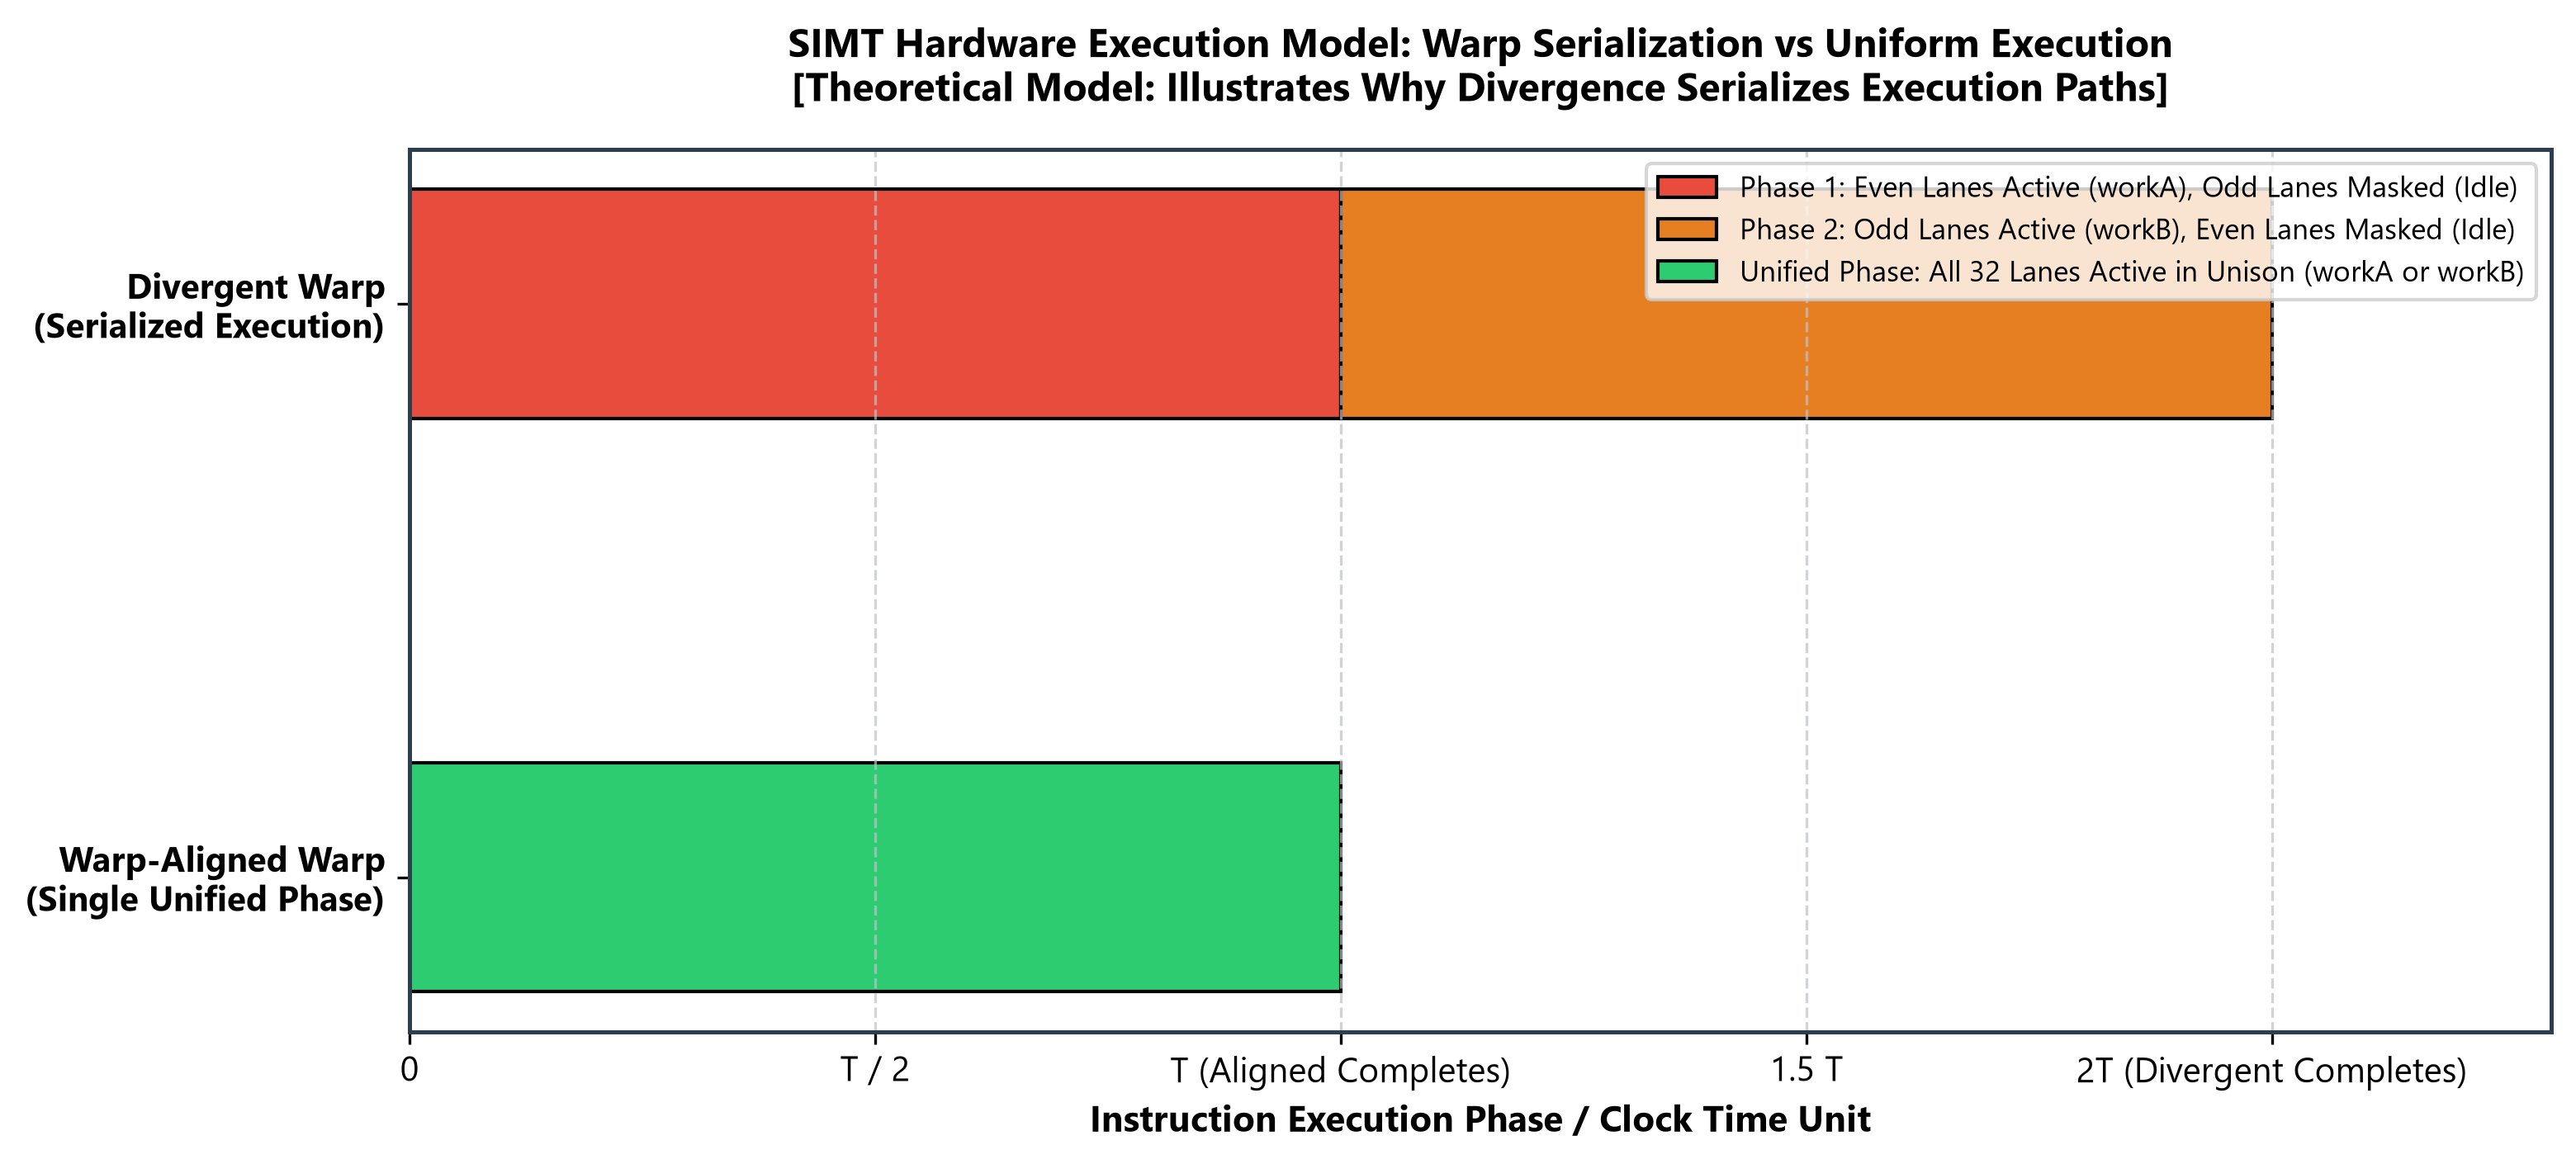 SIMT Hardware Execution Model: Warp Serialization vs Uniform Execution
[Theoretical Model: Illustrates Why Divergence Serializes Execution Paths]
Phase 1: Even Lanes Active (workA), Odd Lanes Masked (Idle)
Phase 2: Odd Lanes Active (workB), Even Lanes Masked (Idle)
Unified Phase: All 32 Lanes Active in Unison (workA or workB)
Divergent Warp
(Serialized Execution)
Warp-Aligned Warp
(Single Unified Phase)
0
T / 2
T (Aligned Completes)
1.5 T
2T (Divergent Completes)
Instruction Execution Phase / Clock Time Unit